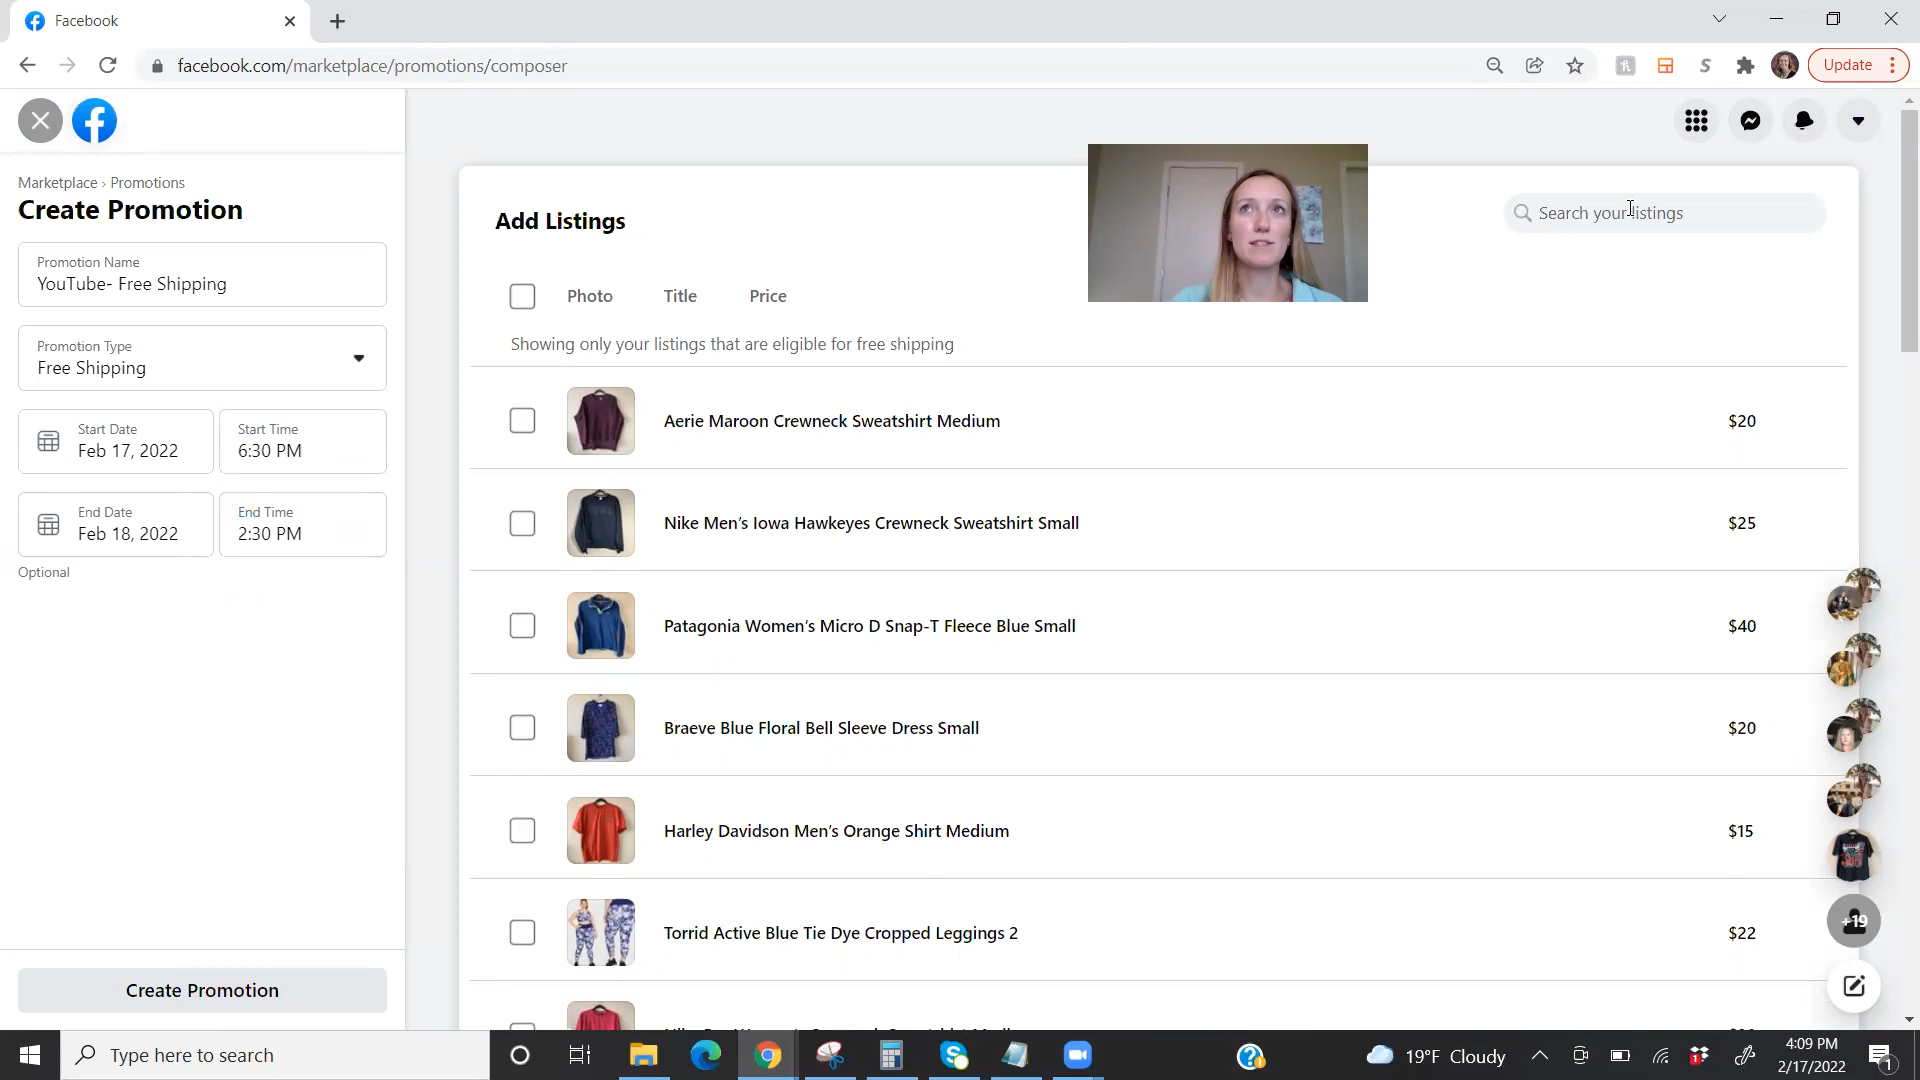 Facebook
facebook.com/marketplace/promotions/composer
Update
Marketplace › Promotions
Create Promotion
Promotion Name
YouTube- Free Shipping
Promotion Type
Free Shipping
Start Date
Feb 17, 2022
Start Time
6:30 PM
End Date
Feb 18, 2022
End Time
2:30 PM
Optional
Create Promotion
Add Listings
Search your listings
Photo Title Price
Showing only your listings that are eligible for free shipping
Aerie Maroon Crewneck Sweatshirt Medium $20
Nike Men's Iowa Hawkeyes Crewneck Sweatshirt Small $25
Patagonia Women's Micro D Snap-T Fleece Blue Small $40
Braeve Blue Floral Bell Sleeve Dress Small $20
Harley Davidson Men's Orange Shirt Medium $15
Torrid Active Blue Tie Dye Cropped Leggings 2 $22
+19
Type here to search
19°F Cloudy
4:09 PM
2/17/2022
1